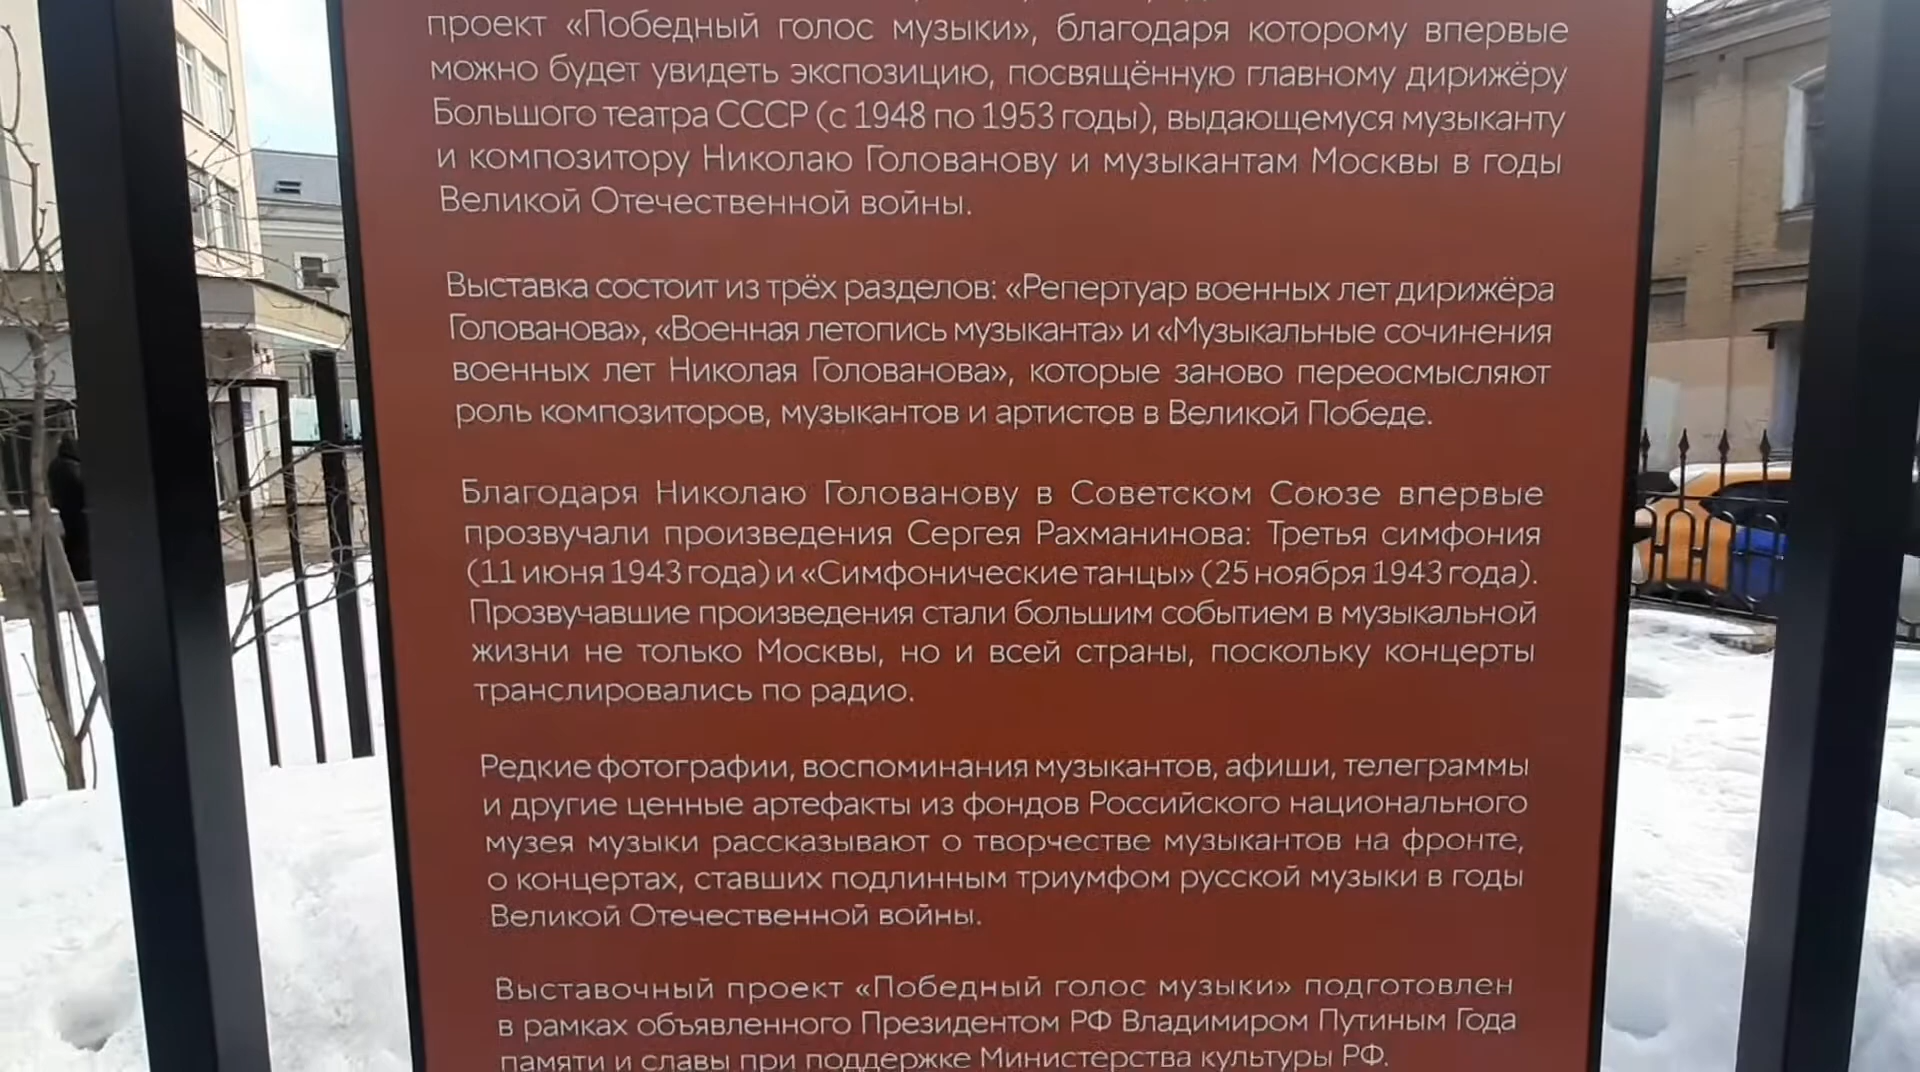 проект «Победный голос музыки», благодаря которому впервые
можно будет увидеть экспозицию, посвящённую главному дирижёру
Большого театра СССР (с 1948 по 1953 годы), выдающемуся музыканту
и композитору Николаю Голованову и музыкантам Москвы в годы
Великой Отечественной войны.
Выставка состоит из трёх разделов: «Репертуар военных лет дирижёра
Голованова», «Военная летопись музыканта» и «Музыкальные сочинения
военных лет Николая Голованова», которые заново переосмысляют
роль композиторов, музыкантов и артистов в Великой Победе.
Благодаря Николаю Голованову в Советском Союзе впервые
прозвучали произведения Сергея Рахманинова: Третья симфония
(11 июня 1943 года) и «Симфонические танцы» (25 ноября 1943 года).
Прозвучавшие произведения стали большим событием в музыкальной
жизни не только Москвы, но и всей страны, поскольку концерты
транслировались по радио.
Редкие фотографии, воспоминания музыкантов, афиши, телеграммы
и другие ценные артефакты из фондов Российского национального
музея музыки рассказывают о творчестве музыкантов на фронте,
о концертах, ставших подлинным триумфом русской музыки в годы
Великой Отечественной войны.
Выставочный проект «Победный голос музыки» подготовлен
в рамках объявленного Президентом РФ Владимиром Путиным Года
памяти и славы при поддержке Министерства культуры РФ.